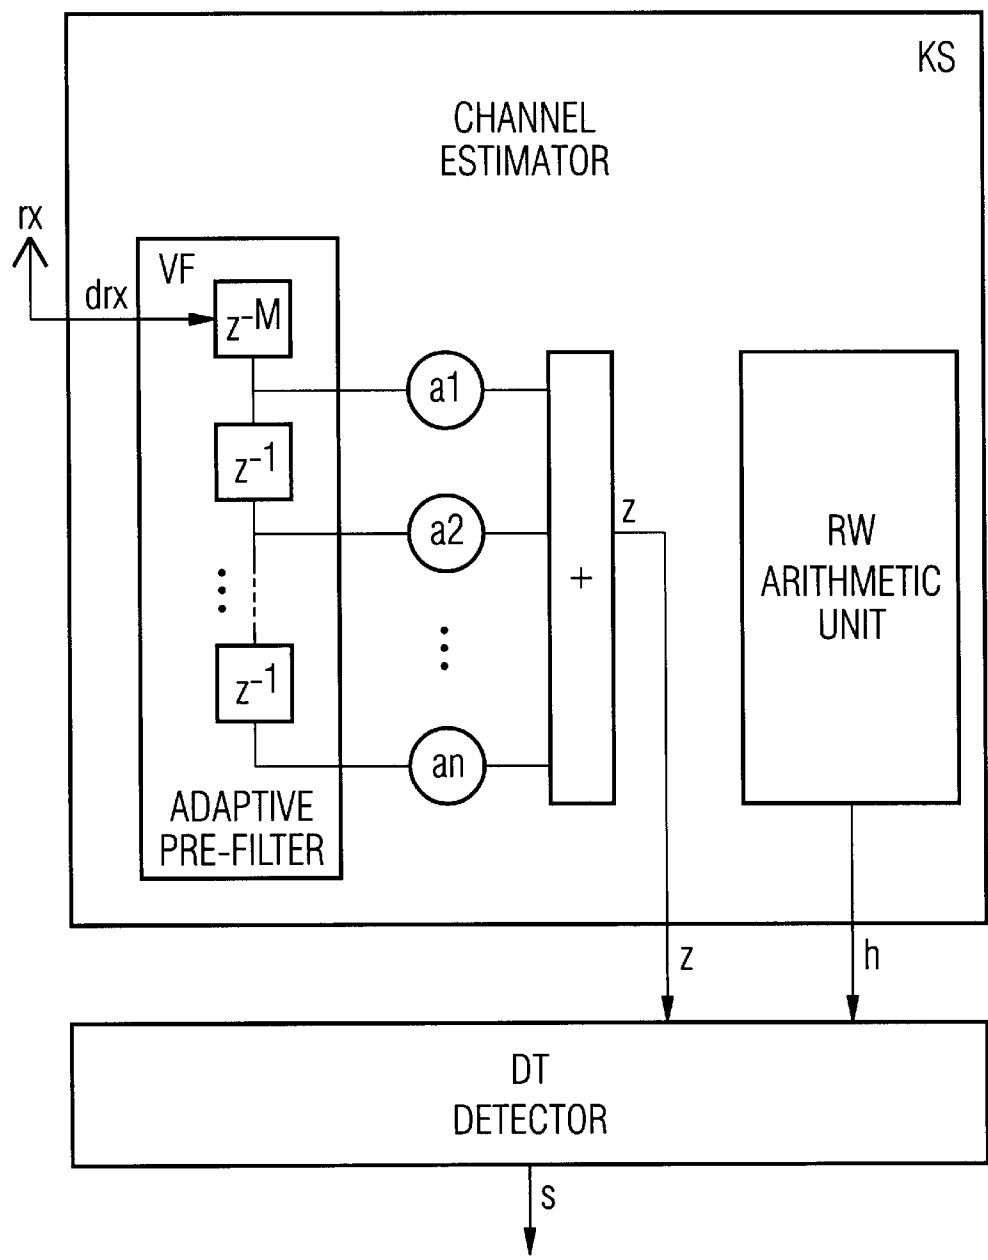 KS
CHANNEL
ESTIMATOR
rx
VF
drx
z-M
a1
z-1
a2
z
RW
ARITHMETIC
UNIT
+
z-1
an
ADAPTIVE
PRE-FILTER
z
h
DT
DETECTOR
s